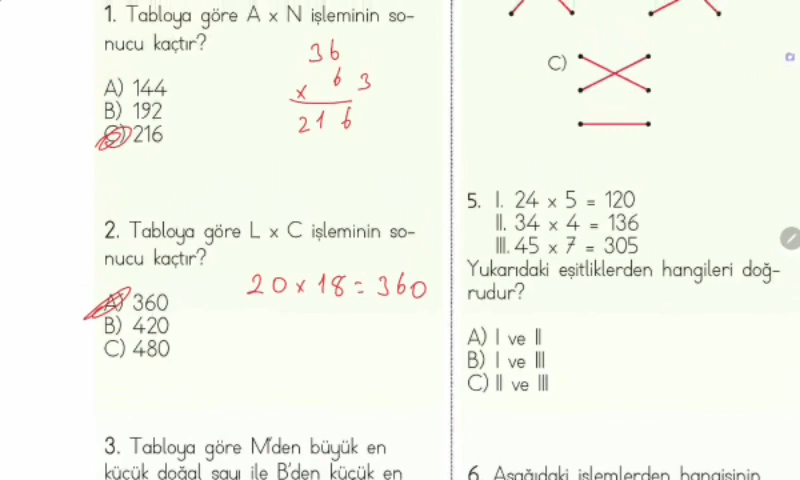 1. Tabloya göre A x N işleminin so-
nucu kaçtır?
36
x 6 3
216
A) 144
B) 192
C) 216
2. Tabloya göre L x C işleminin so-
nucu kaçtır?
20 x 18 = 360
A) 360
B) 420
C) 480
3. Tabloya göre M'den büyük en
küçük doğal sayı ile B'den küçük en
C)
5. I. 24 x 5 = 120
II. 34 x 4 = 136
III. 45 x 7 = 305
Yukarıdaki eşitliklerden hangileri doğ-
rudur?
A) I ve II
B) I ve III
C) II ve III
6. Aşağıdaki işlemlerden hangisinin